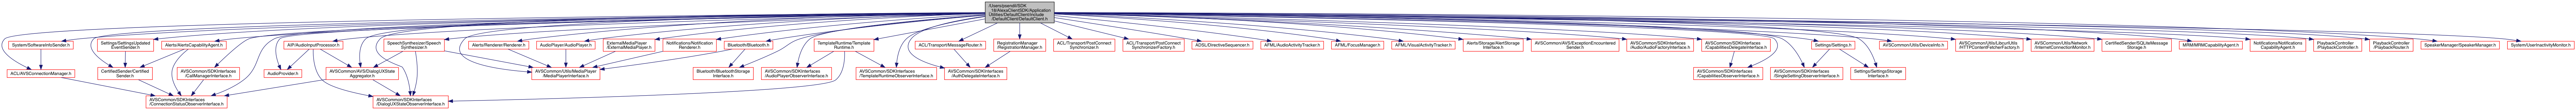 /Users/pisendil/SDK
_18/AlexaClientSDK/Application
Utilities/DefaultClient/include
/DefaultClient/DefaultClient.h
System/SoftwareInfoSender.h
Settings/SettingsUpdated
EventSender.h
Alerts/AlertsCapabilityAgent.h
AIP/AudioInputProcessor.h
SpeechSynthesizer/Speech
Synthesizer.h
Alerts/Renderer/Renderer.h
AudioPlayer/AudioPlayer.h
ExternalMediaPlayer
/ExternalMediaPlayer.h
Notifications/Notification
Renderer.h
Bluetooth/Bluetooth.h
TemplateRuntime/Template
Runtime.h
ACL/Transport/MessageRouter.h
RegistrationManager
/RegistrationManager.h
ACL/Transport/PostConnect
Synchronizer.h
ACL/Transport/PostConnect
SynchronizerFactory.h
ADSL/DirectiveSequencer.h
AFML/AudioActivityTracker.h
AFML/FocusManager.h
AFML/VisualActivityTracker.h
Alerts/Storage/AlertStorage
Interface.h
AVSCommon/AVS/ExceptionEncountered
Sender.h
AVSCommon/SDKInterfaces
/Audio/AudioFactoryInterface.h
AVSCommon/SDKInterfaces
/CapabilitiesDelegateInterface.h
Settings/Settings.h
AVSCommon/Utils/DeviceInfo.h
AVSCommon/Utils/LibcurlUtils
/HTTPContentFetcherFactory.h
AVSCommon/Utils/Network
/InternetConnectionMonitor.h
CertifiedSender/SQLiteMessage
Storage.h
MRM/MRMCapabilityAgent.h
Notifications/Notifications
CapabilityAgent.h
PlaybackController
/PlaybackController.h
PlaybackController
/PlaybackRouter.h
SpeakerManager/SpeakerManager.h
System/UserInactivityMonitor.h
ACL/AVSConnectionManager.h
CertifiedSender/Certified
Sender.h
AVSCommon/SDKInterfaces
/CallManagerInterface.h
AudioProvider.h
AVSCommon/AVS/DialogUXState
Aggregator.h
AVSCommon/Utils/MediaPlayer
/MediaPlayerInterface.h
Bluetooth/BluetoothStorage
Interface.h
AVSCommon/SDKInterfaces
/AudioPlayerObserverInterface.h
AVSCommon/SDKInterfaces
/TemplateRuntimeObserverInterface.h
AVSCommon/SDKInterfaces
/AuthDelegateInterface.h
AVSCommon/SDKInterfaces
/CapabilitiesObserverInterface.h
AVSCommon/SDKInterfaces
/SingleSettingObserverInterface.h
Settings/SettingsStorage
Interface.h
AVSCommon/SDKInterfaces
/ConnectionStatusObserverInterface.h
AVSCommon/SDKInterfaces
/DialogUXStateObserverInterface.h